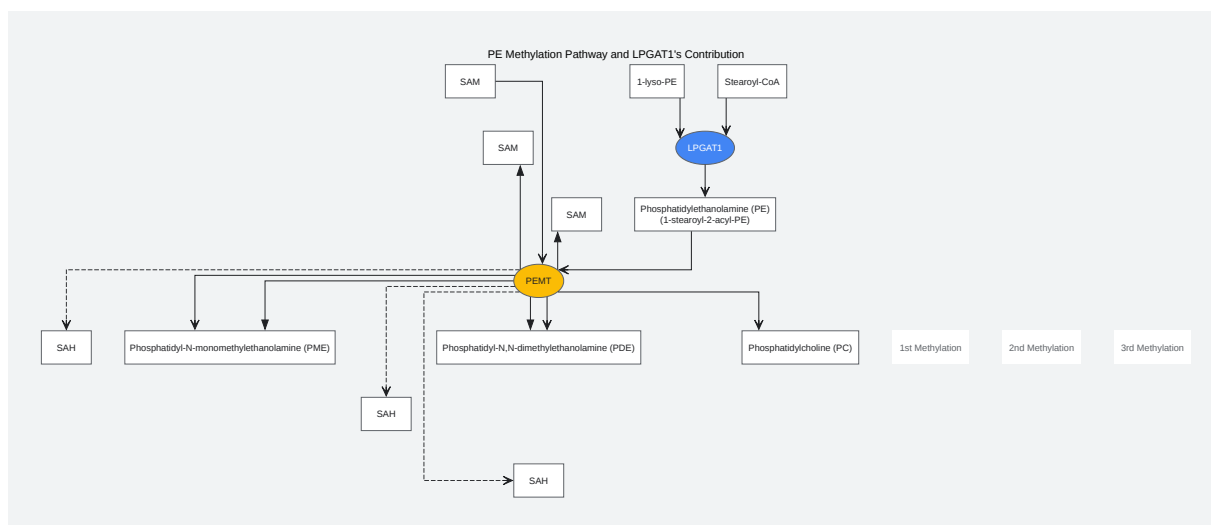 PE Methylation Pathway and LPGAT1's Contribution
SAM
1-lyso-PE
Stearoyl-CoA
SAM
LPGAT1
SAM
Phosphatidylethanolamine (PE)
(1-stearoyl-2-acyl-PE)
PEMT
SAH
Phosphatidyl-N-monomethylethanolamine (PME)
Phosphatidyl-N,N-dimethylethanolamine (PDE)
Phosphatidylcholine (PC)
1st Methylation
2nd Methylation
3rd Methylation
SAH
SAH